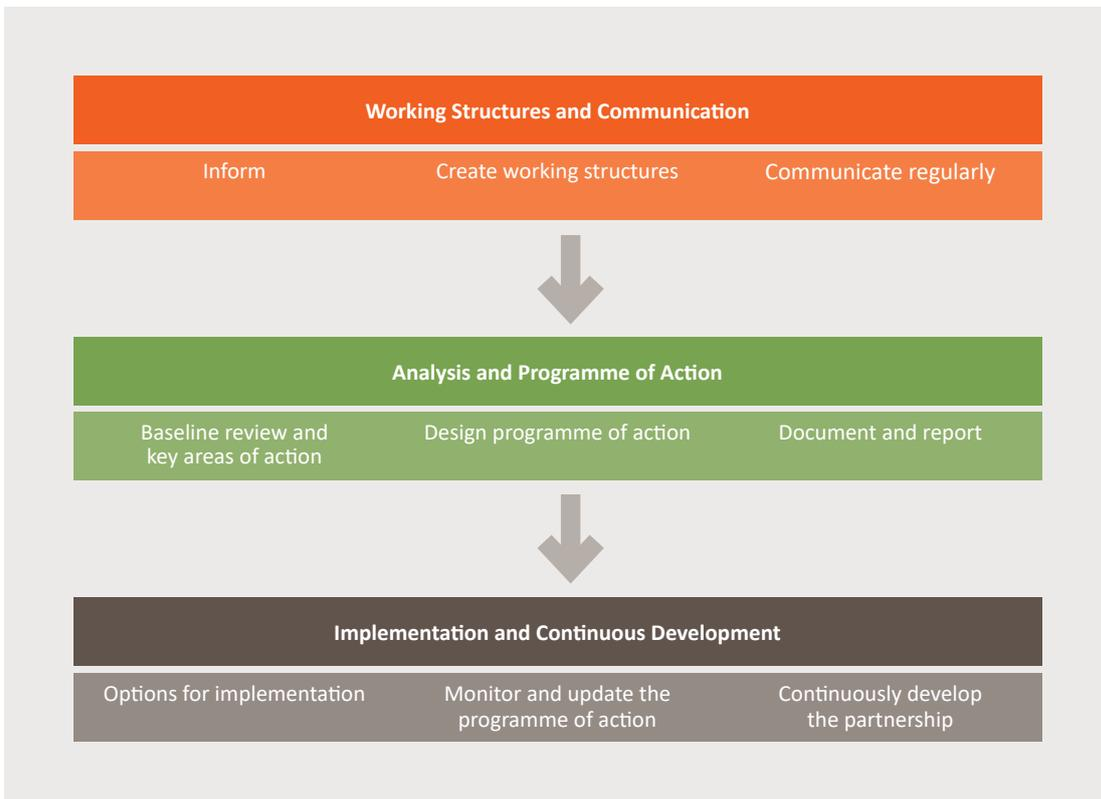 Working Structures and Communication
Inform
Create working structures
Communicate regularly
Analysis and Programme of Action
Baseline review and
key areas of action
Design programme of action
Document and report
Implementation and Continuous Development
Options for implementation
Monitor and update the
programme of action
Continuously develop
the partnership